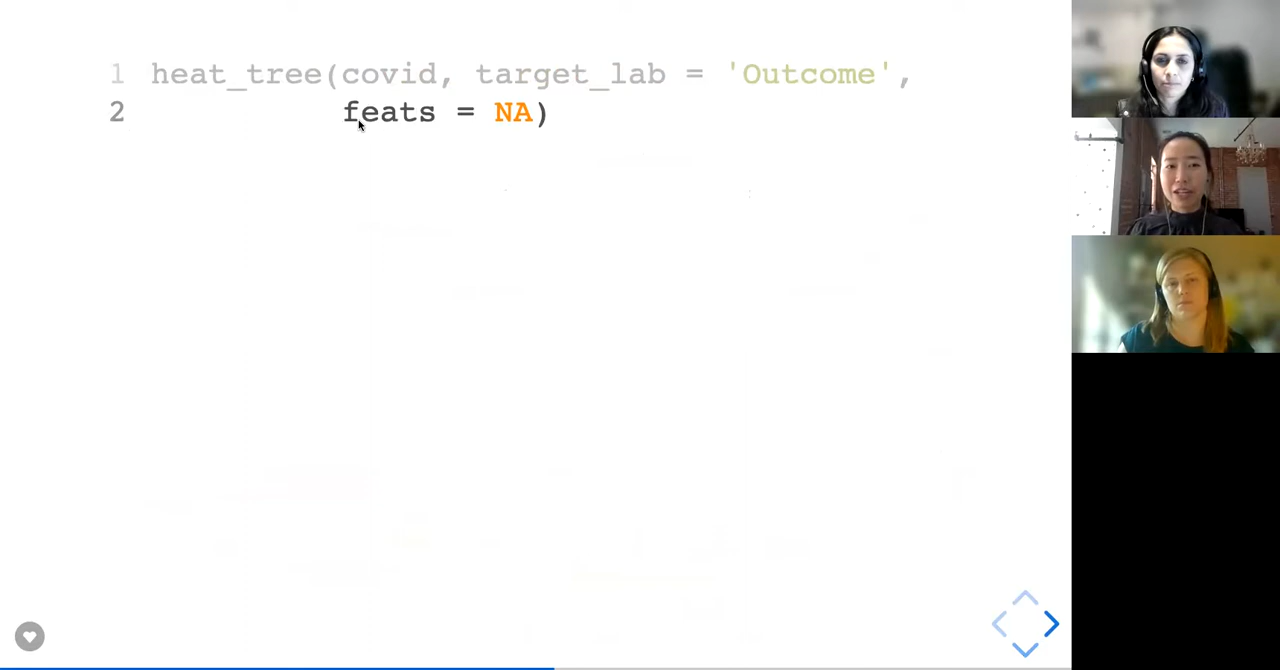 1 heat_tree(covid, target_lab = 'Outcome',
2 feats = NA)